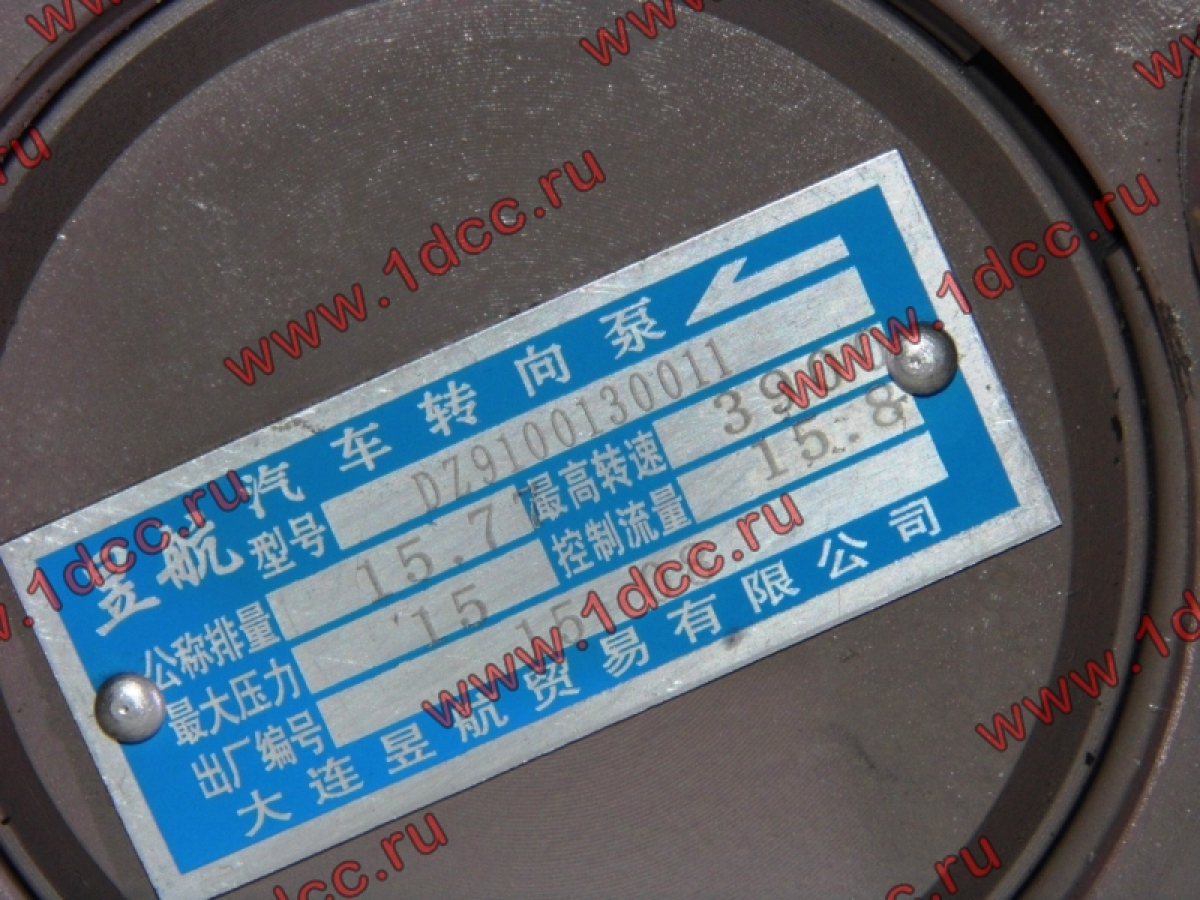 昱航汽车转向泵
型号 DZ9100130011
公称排量 15.77 最高转速
最大压力 15 控制流量 15.8
出厂编号
大连昱航贸易有限公司
www.1dcc.ru